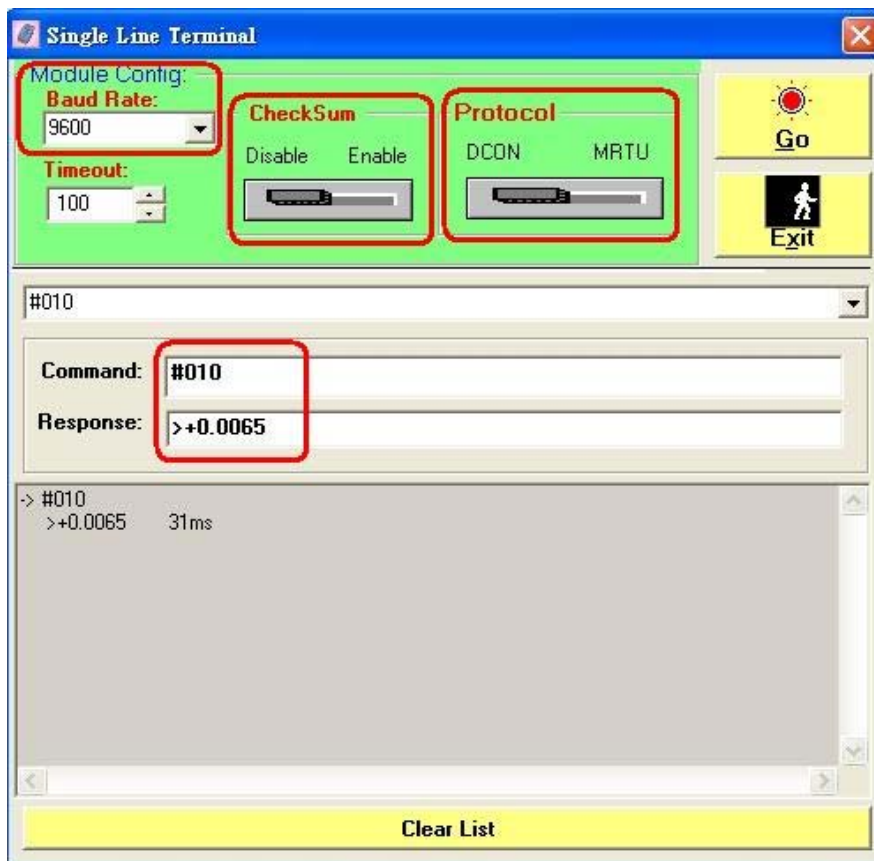 Single Line Terminal
Module Config:
Baud Rate:
9600
Timeout:
100
CheckSum
Disable Enable
Protocol
DCON MRTU
Go
Exit
#010
Command: #010
Response: >+0.0065
-> #010
>+0.0065 31ms
Clear List